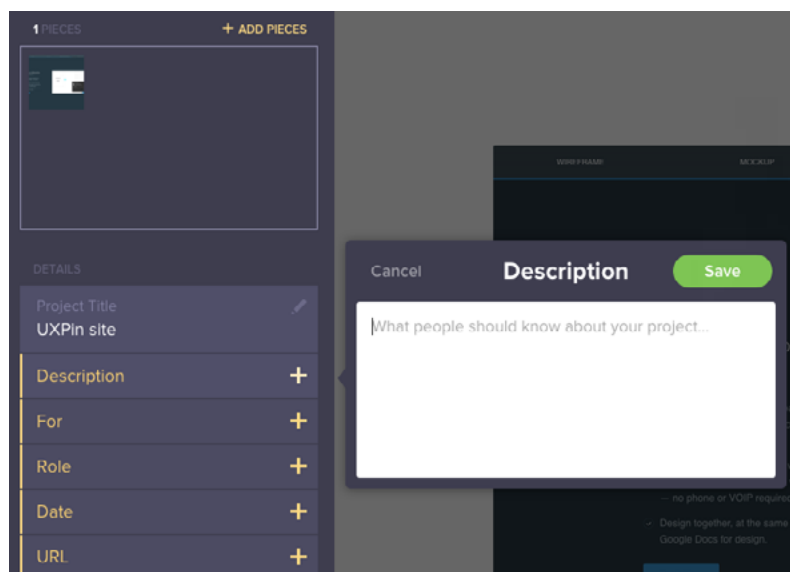 1 PIECES
+ ADD PIECES
DETAILS
Project Title
UXPin site
Description +
For +
Role +
Date +
URL +
Cancel
Description
Save
What people should know about your project...
WIREFRAME
MOCKUP
— no phone or VOIP required
Design together, at the same
Google Docs for design.